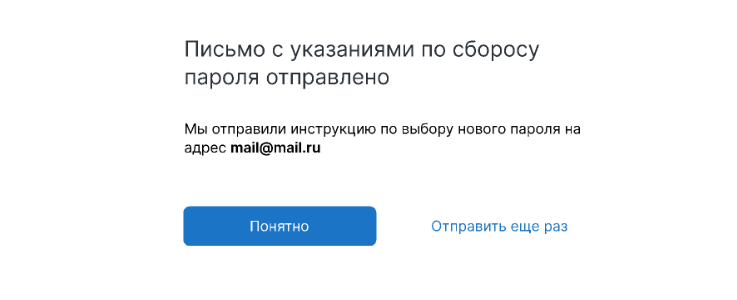 Письмо с указаниями по сбросу
пароля отправлено
Мы отправили инструкцию по выбору нового пароля на
адрес mail@mail.ru
Понятно
Отправить еще раз